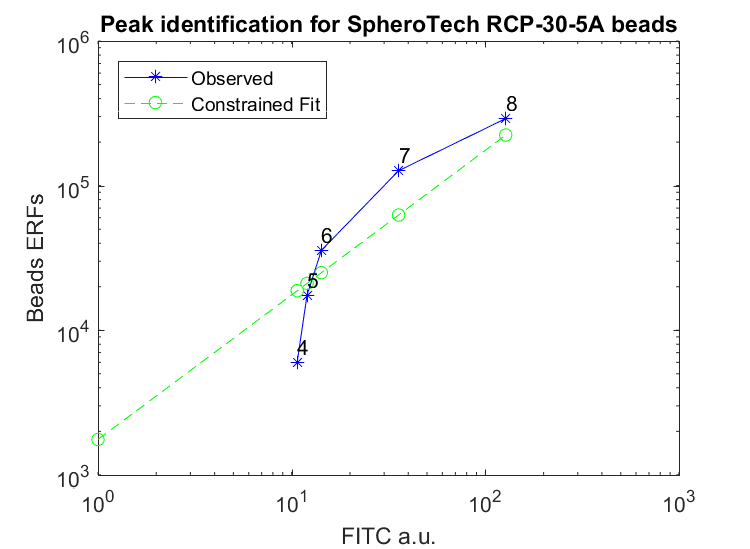 Peak identification for SpheroTech RCP-30-5A beads
Observed
Constrained Fit
10^6
10^5
10^4
10^3
Beads ERFs
8
7
6
5
4
10^0
10^1
10^2
10^3
FITC a.u.